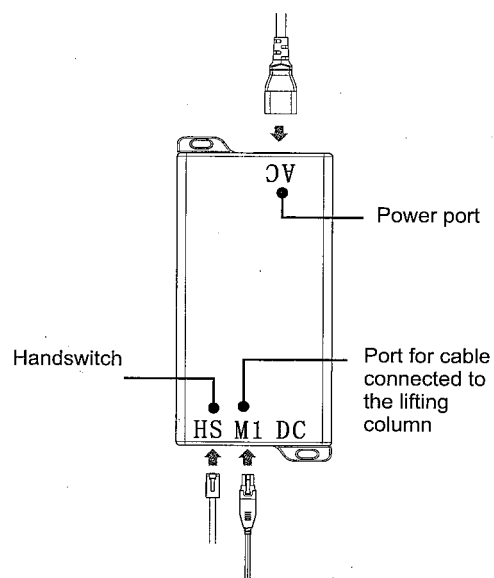 AC
Power port
Handswitch
Port for cable
connected to
the lifting
column
HS M1 DC